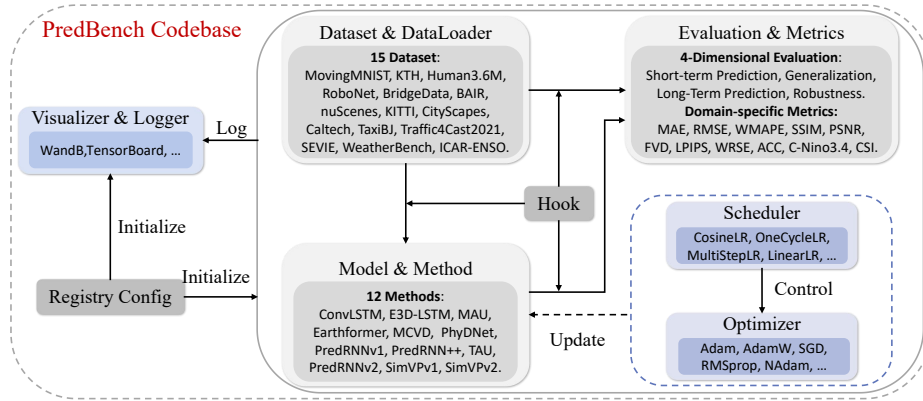 PredBench Codebase
Dataset & DataLoader
15 Dataset:
MovingMNIST, KTH, Human3.6M,
RoboNet, BridgeData, BAIR,
nuScenes, KITTI, CityScapes,
Caltech, TaxiBJ, Traffic4Cast2021,
SEVIE, WeatherBench, ICAR-ENSO.
Evaluation & Metrics
4-Dimensional Evaluation:
Short-term Prediction, Generalization,
Long-Term Prediction, Robustness.
Domain-specific Metrics:
MAE, RMSE, WMAPE, SSIM, PSNR,
FVD, LPIPS, WRSE, ACC, C-Nino3.4, CSI.
Visualizer & Logger
WandB,TensorBoard, ...
Log
Initialize
Registry Config
Initialize
Hook
Model & Method
12 Methods:
ConvLSTM, E3D-LSTM, MAU,
Earthformer, MCVD, PhyDNet,
PredRNNv1, PredRNN++, TAU,
PredRNNv2, SimVPv1, SimVPv2.
Scheduler
CosineLR, OneCycleLR,
MultiStepLR, LinearLR, ...
Control
Update
Optimizer
Adam, AdamW, SGD,
RMSprop, NAdam, ...